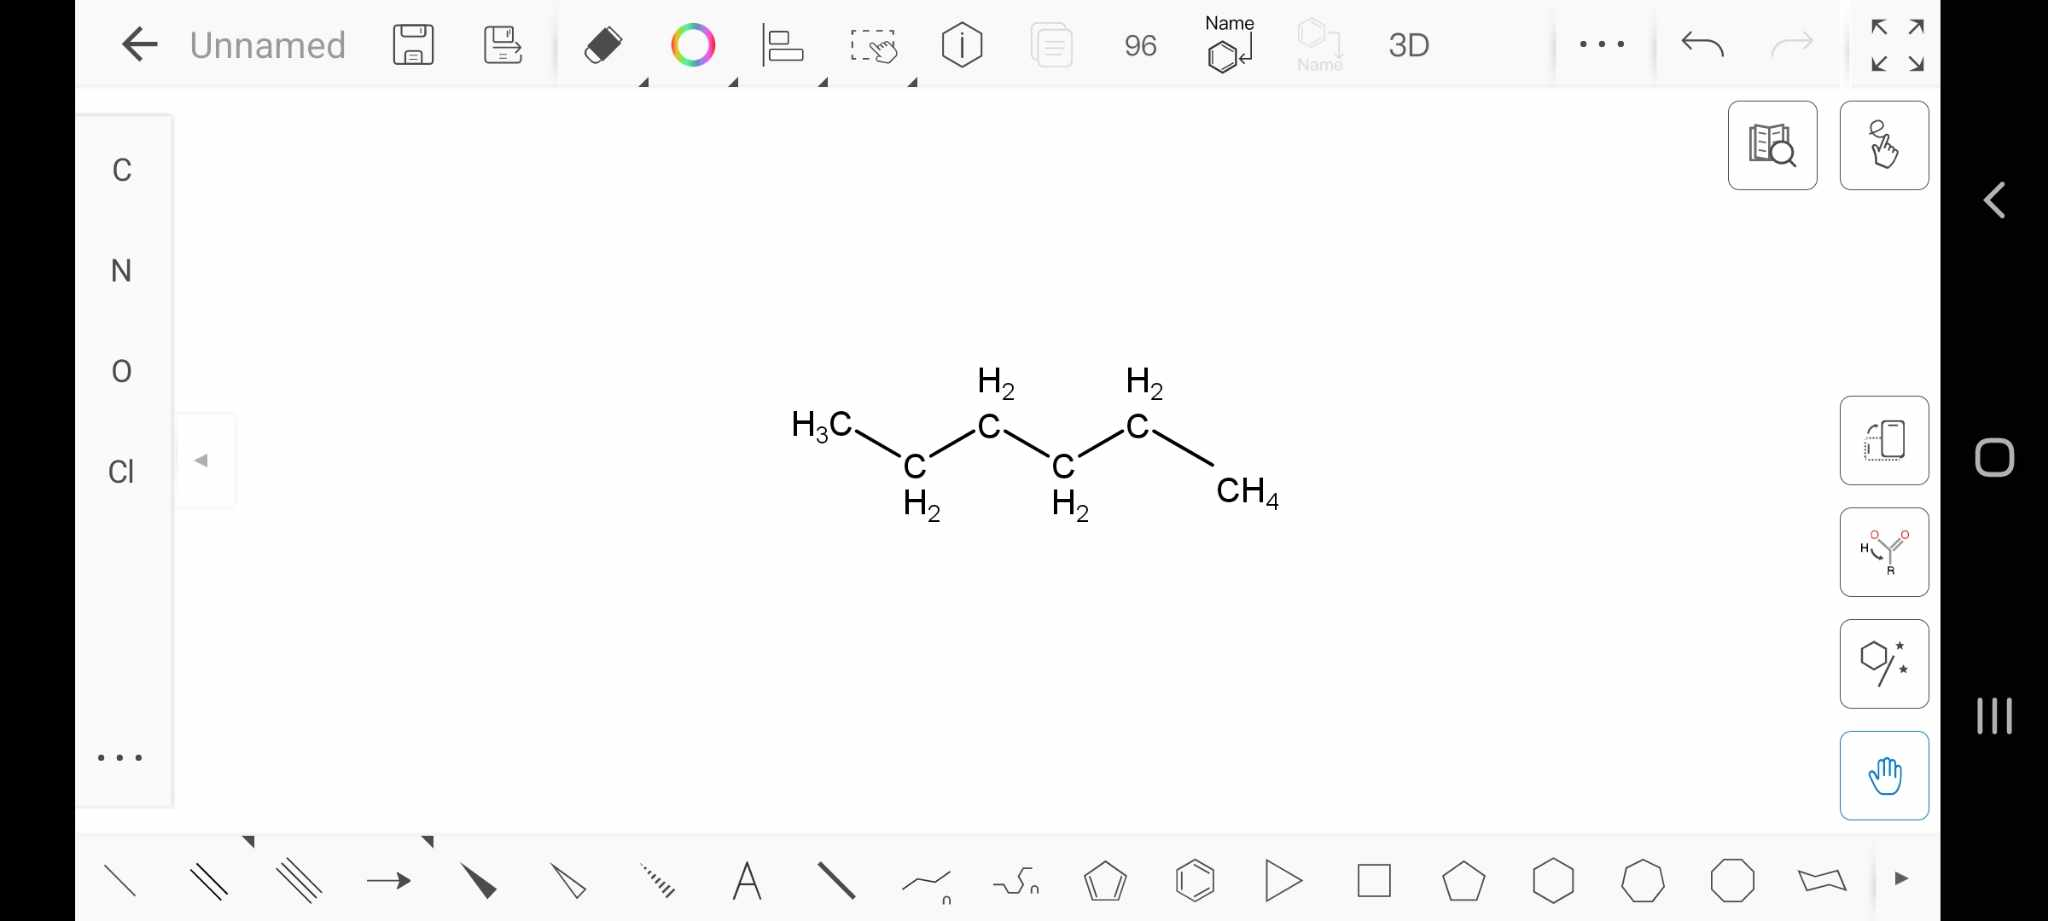 Unnamed
96
Name
Name
3D
C
N
O
Cl
H₂ H₂
H₃C C C
C C CH₄
H₂ H₂
O O
H
R
A
n
n